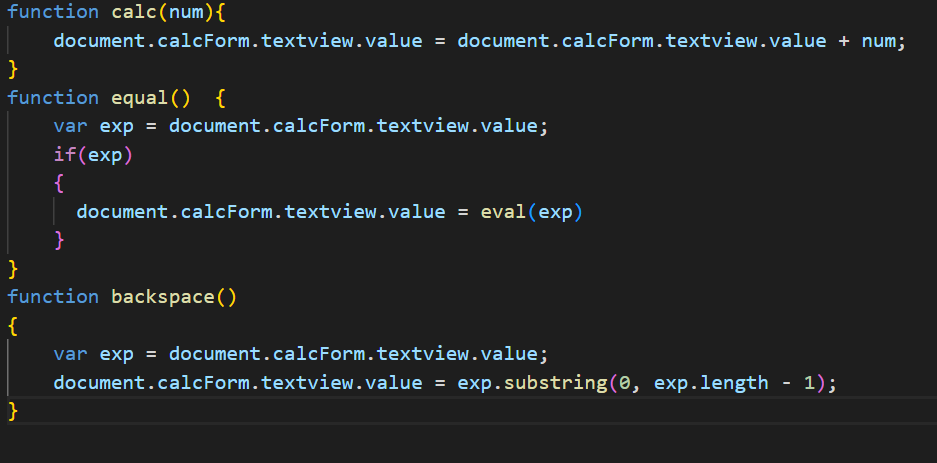 function calc(num){
    document.calcForm.textview.value = document.calcForm.textview.value + num;
}
function equal()  {
    var exp = document.calcForm.textview.value;
    if(exp)
    {
      document.calcForm.textview.value = eval(exp)
    }
}
function backspace()
{
    var exp = document.calcForm.textview.value;
    document.calcForm.textview.value = exp.substring(0, exp.length - 1);
}